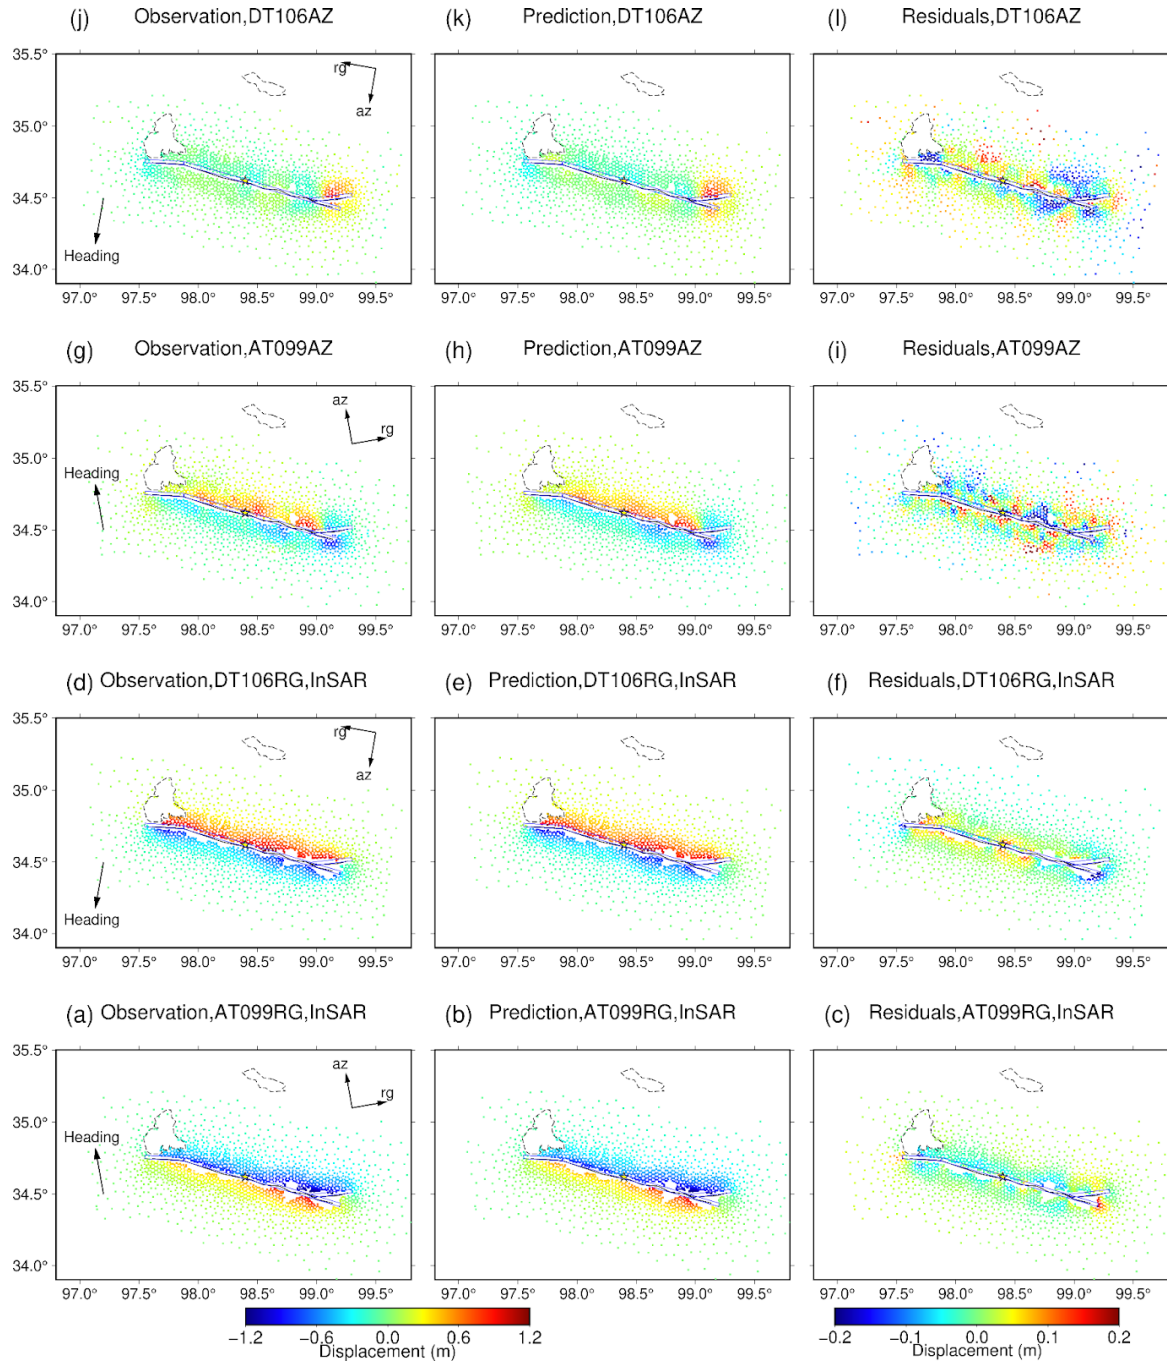 (j) Observation,DT106AZ
(k) Prediction,DT106AZ
(l) Residuals,DT106AZ
35.5°
35.0°
34.5°
34.0°
rg
az
Heading
97.0° 97.5° 98.0° 98.5° 99.0° 99.5°
97.0° 97.5° 98.0° 98.5° 99.0° 99.5°
97.0° 97.5° 98.0° 98.5° 99.0° 99.5°
(g) Observation,AT099AZ
(h) Prediction,AT099AZ
(i) Residuals,AT099AZ
35.5°
35.0°
34.5°
34.0°
az
rg
Heading
97.0° 97.5° 98.0° 98.5° 99.0° 99.5°
97.0° 97.5° 98.0° 98.5° 99.0° 99.5°
97.0° 97.5° 98.0° 98.5° 99.0° 99.5°
(d) Observation,DT106RG,InSAR
(e) Prediction,DT106RG,InSAR
(f) Residuals,DT106RG,InSAR
35.5°
35.0°
34.5°
34.0°
rg
az
Heading
97.0° 97.5° 98.0° 98.5° 99.0° 99.5°
97.0° 97.5° 98.0° 98.5° 99.0° 99.5°
97.0° 97.5° 98.0° 98.5° 99.0° 99.5°
(a) Observation,AT099RG,InSAR
(b) Prediction,AT099RG,InSAR
(c) Residuals,AT099RG,InSAR
35.5°
35.0°
34.5°
34.0°
az
rg
Heading
97.0° 97.5° 98.0° 98.5° 99.0° 99.5°
97.0° 97.5° 98.0° 98.5° 99.0° 99.5°
97.0° 97.5° 98.0° 98.5° 99.0° 99.5°
−1.2 −0.6 0.0 0.6 1.2
Displacement (m)
−0.2 −0.1 0.0 0.1 0.2
Displacement (m)